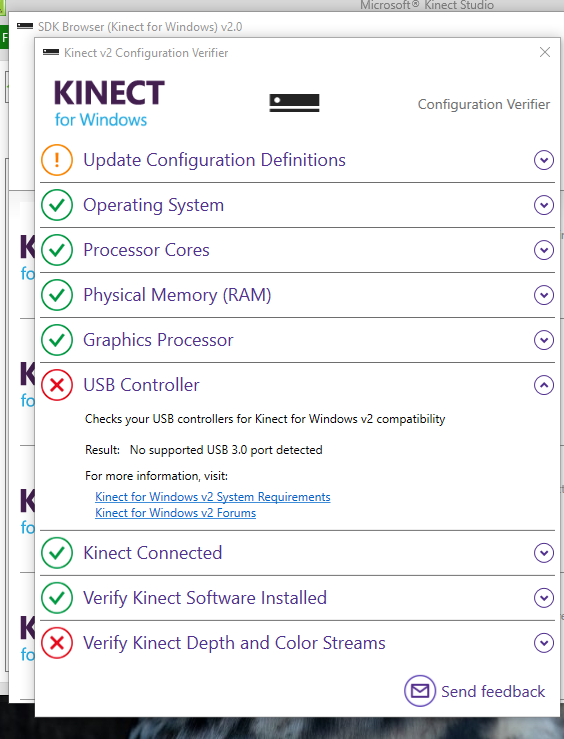 Microsoft® Kinect Studio
SDK Browser (Kinect for Windows) v2.0
Kinect v2 Configuration Verifier
KINECT
for Windows
Configuration Verifier
Update Configuration Definitions
Operating System
Processor Cores
Physical Memory (RAM)
Graphics Processor
USB Controller
Checks your USB controllers for Kinect for Windows v2 compatibility
Result: No supported USB 3.0 port detected
For more information, visit:
Kinect for Windows v2 System Requirements
Kinect for Windows v2 Forums
Kinect Connected
Verify Kinect Software Installed
Verify Kinect Depth and Color Streams
Send feedback
F
K
fo
K
fo
K
fo
K
fo